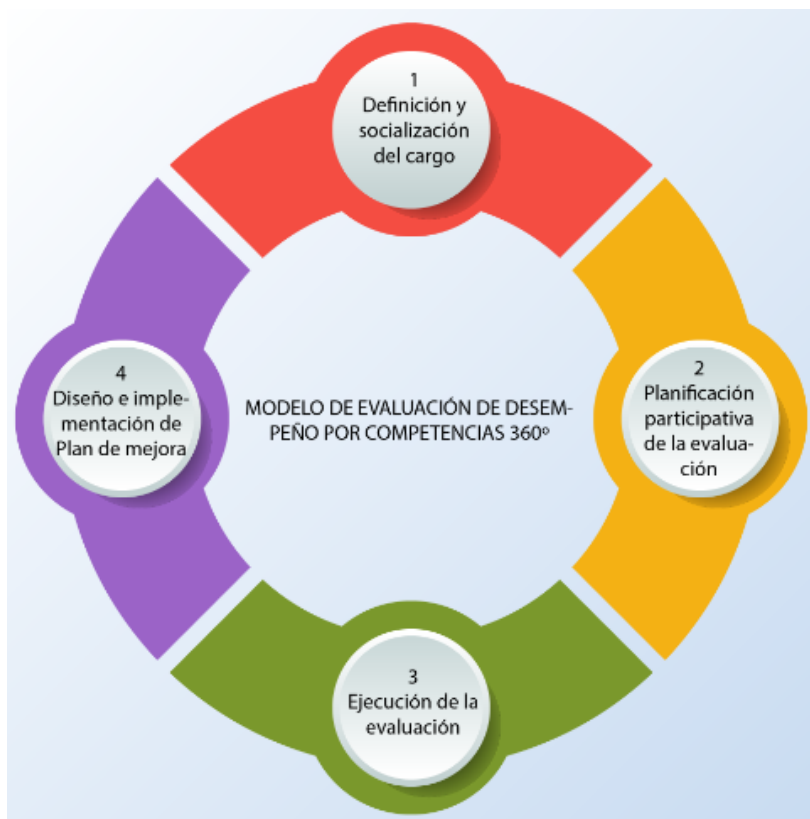 1
Definición y
socialización
del cargo
2
Planificación
participativa
de la evalua-
ción
3
Ejecución de la
evaluación
4
Diseño e imple-
mentación de
Plan de mejora
MODELO DE EVALUACIÓN DE DESEM-
PEÑO POR COMPETENCIAS 360º